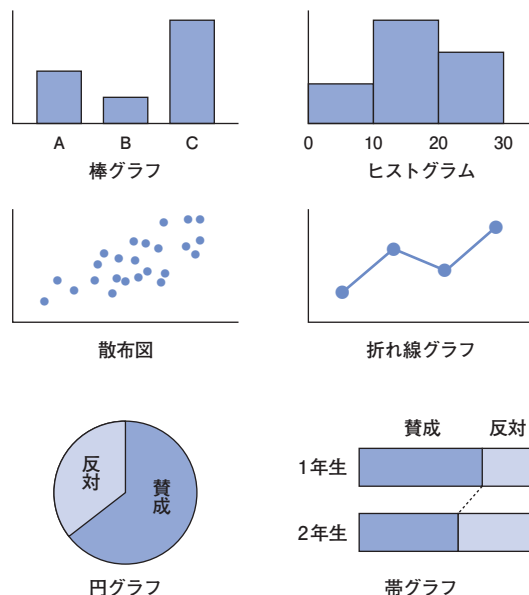 A B C
棒グラフ
0 10 20 30
ヒストグラム
散布図
折れ線グラフ
反対
賛成
円グラフ
賛成 反対
1年生
2年生
帯グラフ